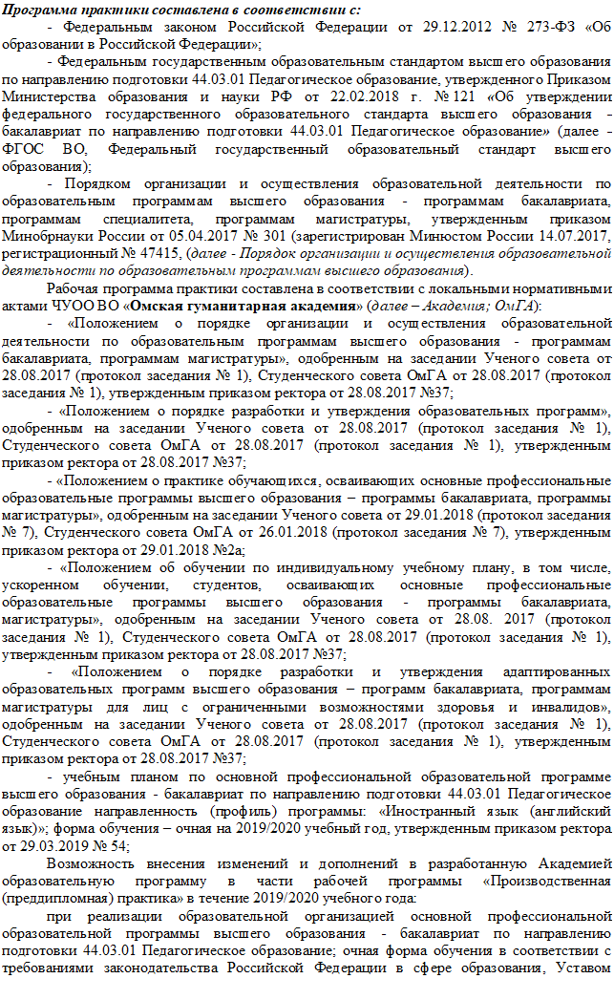 Программа практики составлена в соответствии с:
- Федеральным законом Российской Федерации от 29.12.2012 № 273-ФЗ «Об
образовании в Российской Федерации»;
- Федеральным государственным образовательным стандартом высшего образования
по направлению подготовки 44.03.01 Педагогическое образование, утвержденного Приказом
Министерства образования и науки РФ от 22.02.2018 г. №121 «Об утверждении
федерального государственного образовательного стандарта высшего образования -
бакалавриат по направлению подготовки 44.03.01 Педагогическое образование» (далее -
ФГОС ВО, Федеральный государственный образовательный стандарт высшего
образования);
- Порядком организации и осуществления образовательной деятельности по
образовательным программам высшего образования - программам бакалавриата,
программам специалитета, программам магистратуры, утвержденным приказом
Минобрнауки России от 05.04.2017 № 301 (зарегистрирован Минюстом России 14.07.2017,
регистрационный № 47415, (далее - Порядок организации и осуществления образовательной
деятельности по образовательным программам высшего образования).
Рабочая программа практики составлена в соответствии с локальными нормативными
актами ЧУОО ВО «Омская гуманитарная академия» (далее – Академия; ОмГА):
- «Положением о порядке организации и осуществления образовательной
деятельности по образовательным программам высшего образования - программам
бакалавриата, программам магистратуры», одобренным на заседании Ученого совета от
28.08.2017 (протокол заседания № 1), Студенческого совета ОмГА от 28.08.2017 (протокол
заседания № 1), утвержденным приказом ректора от 28.08.2017 №37;
- «Положением о порядке разработки и утверждения образовательных программ»,
одобренным на заседании Ученого совета от 28.08.2017 (протокол заседания № 1),
Студенческого совета ОмГА от 28.08.2017 (протокол заседания № 1), утвержденным
приказом ректора от 28.08.2017 №37;
- «Положением о практике обучающихся, осваивающих основные профессиональные
образовательные программы высшего образования – программы бакалавриата, программы
магистратуры», одобренным на заседании Ученого совета от 29.01.2018 (протокол заседания
№ 7), Студенческого совета ОмГА от 26.01.2018 (протокол заседания № 7), утвержденным
приказом ректора от 29.01.2018 №2а;
- «Положением об обучении по индивидуальному учебному плану, в том числе,
ускоренном обучении, студентов, осваивающих основные профессиональные
образовательные программы высшего образования - программы бакалавриата,
магистратуры», одобренным на заседании Ученого совета от 28.08. 2017 (протокол
заседания № 1), Студенческого совета ОмГА от 28.08.2017 (протокол заседания № 1),
утвержденным приказом ректора от 28.08.2017 №37;
- «Положением о порядке разработки и утверждения адаптированных
образовательных программ высшего образования – программ бакалавриата, программам
магистратуры для лиц с ограниченными возможностями здоровья и инвалидов»,
одобренным на заседании Ученого совета от 28.08.2017 (протокол заседания № 1),
Студенческого совета ОмГА от 28.08.2017 (протокол заседания № 1), утвержденным
приказом ректора от 28.08.2017 №37;
- учебным планом по основной профессиональной образовательной программе
высшего образования - бакалавриат по направлению подготовки 44.03.01 Педагогическое
образование направленность (профиль) программы: «Иностранный язык (английский
язык)»; форма обучения – очная на 2019/2020 учебный год, утвержденным приказом ректора
от 29.03.2019 № 54;
Возможность внесения изменений и дополнений в разработанную Академией
образовательную программу в части рабочей программы «Производственная
(преддипломная) практика» в течение 2019/2020 учебного года:
при реализации образовательной организацией основной профессиональной
образовательной программы высшего образования - бакалавриат по направлению
подготовки 44.03.01 Педагогическое образование; очная форма обучения в соответствии с
требованиями законодательства Российской Федерации в сфере образования, Уставом